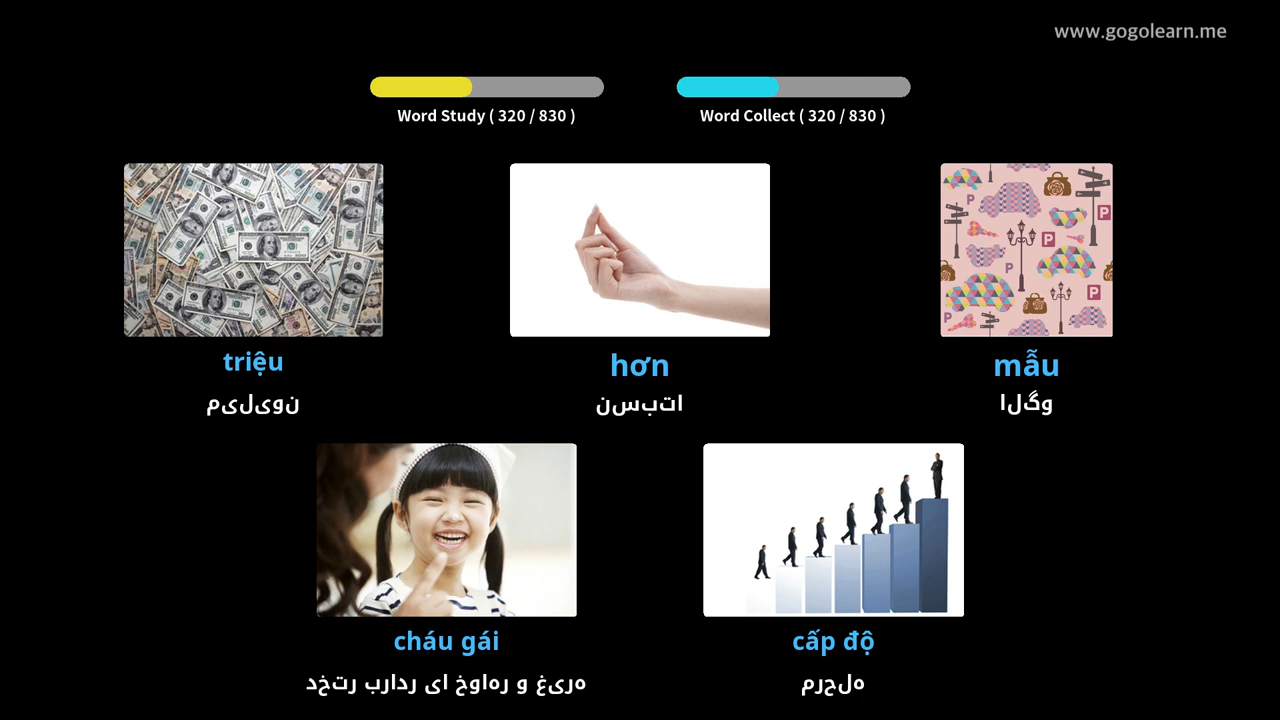 www.gogolearn.me
Word Study ( 320 / 830 )
Word Collect ( 320 / 830 )
triệu
میلیون
hơn
نسبتا
mẫu
الگو
cháu gái
دختر برادر یا خواهر و غیره
cấp độ
مرحله